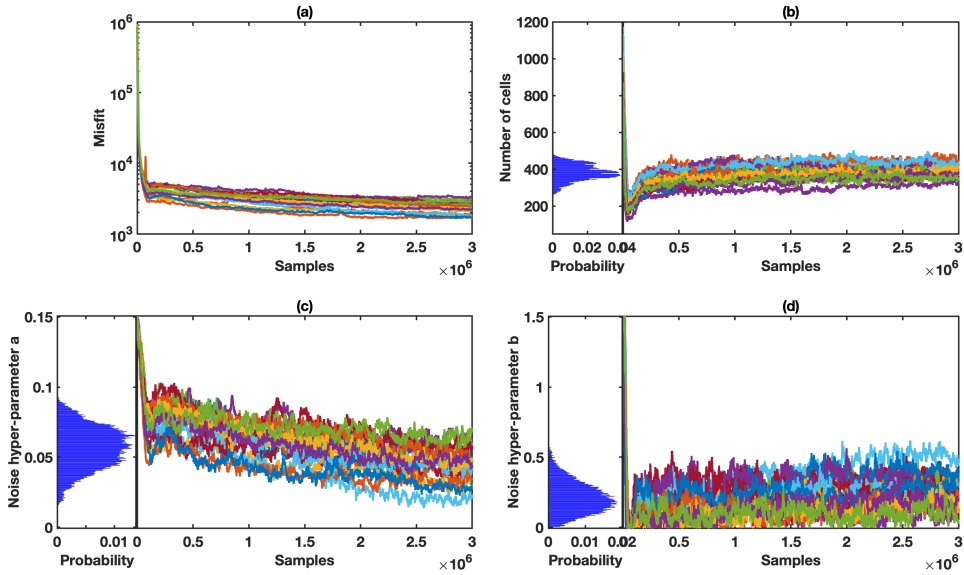 (a)
10^6
10^5
10^4
10^3
Misfit
0 0.5 1 1.5 2 2.5 3
Samples
×10^6
(b)
1200
1000
800
600
400
200
Number of cells
0 0.02 0.04
Probability
0.5 1 1.5 2 2.5 3
Samples
×10^6
(c)
0.15
0.1
0.05
0
Noise hyper-parameter a
0 0.01
Probability
0 0.5 1 1.5 2 2.5 3
Samples
×10^6
(d)
1.5
1
0.5
0
Noise hyper-parameter b
0 0.01 0.02
Probability
0.5 1 1.5 2 2.5 3
Samples
×10^6